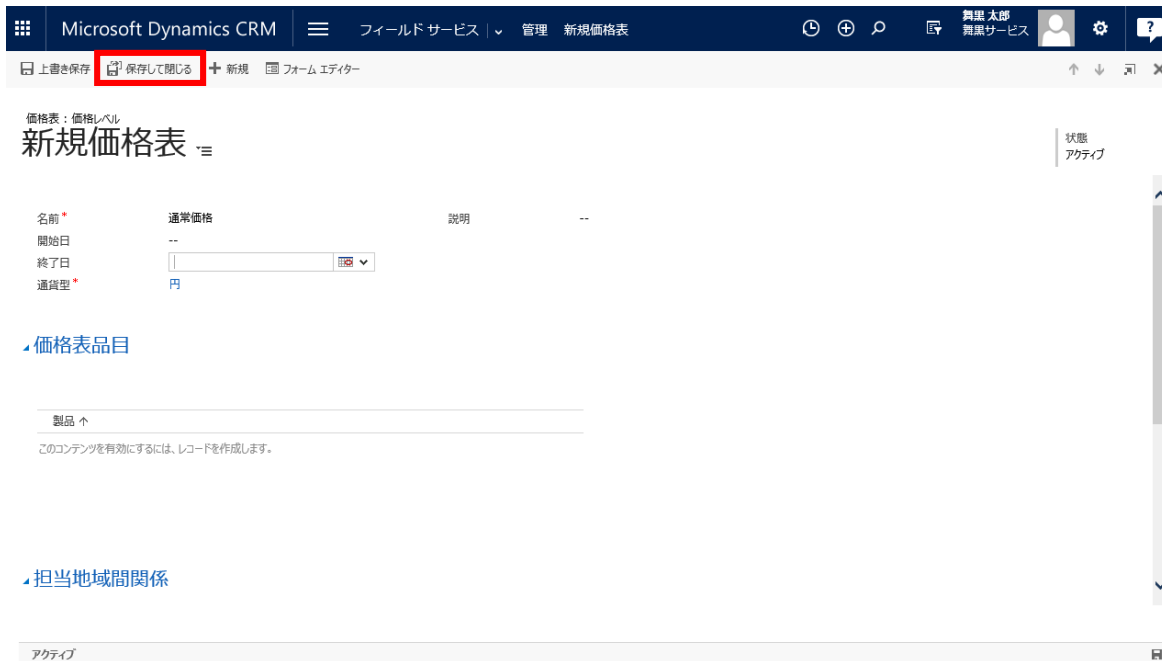 Microsoft Dynamics CRM フィールド サービス 管理 新規価格表 舞黒 太郎
舞黒サービス ?
上書き保存 保存して閉じる 新規 フォーム エディター
価格表 : 価格レベル
新規価格表
状態
アクティブ
名前* 通常価格 説明 --
開始日 --
終了日
通貨型* 円
価格表品目
製品 ↑
このコンテンツを有効にするには、レコードを作成します。
担当地域間関係
アクティブ